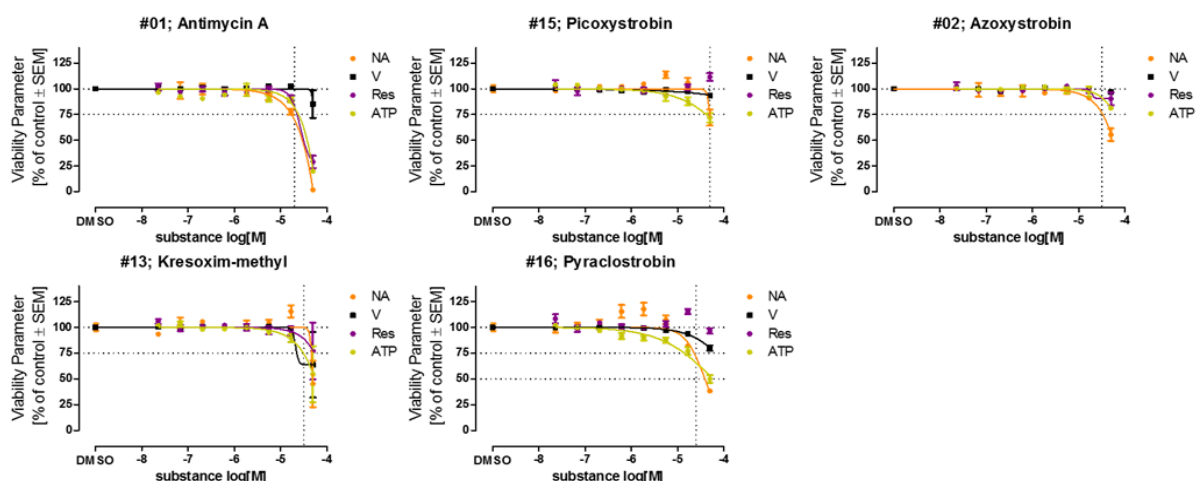 #01; Antimycin A
Viability Parameter
[% of control ± SEM]
125
100
75
50
25
0
DMSO -8 -7 -6 -5 -4
substance log[M]
NA
V
Res
ATP
#15; Picoxystrobin
Viability Parameter
[% of control ± SEM]
125
100
75
50
25
0
DMSO -8 -7 -6 -5 -4
substance log[M]
NA
V
Res
ATP
#02; Azoxystrobin
Viability Parameter
[% of control ± SEM]
125
100
75
50
25
0
DMSO -8 -7 -6 -5 -4
substance log[M]
NA
V
Res
ATP
#13; Kresoxim-methyl
Viability Parameter
[% of control ± SEM]
125
100
75
50
25
0
DMSO -8 -7 -6 -5 -4
substance log[M]
NA
V
Res
ATP
#16; Pyraclostrobin
Viability Parameter
[% of control ± SEM]
125
100
75
50
25
0
DMSO -8 -7 -6 -5 -4
substance log[M]
NA
V
Res
ATP